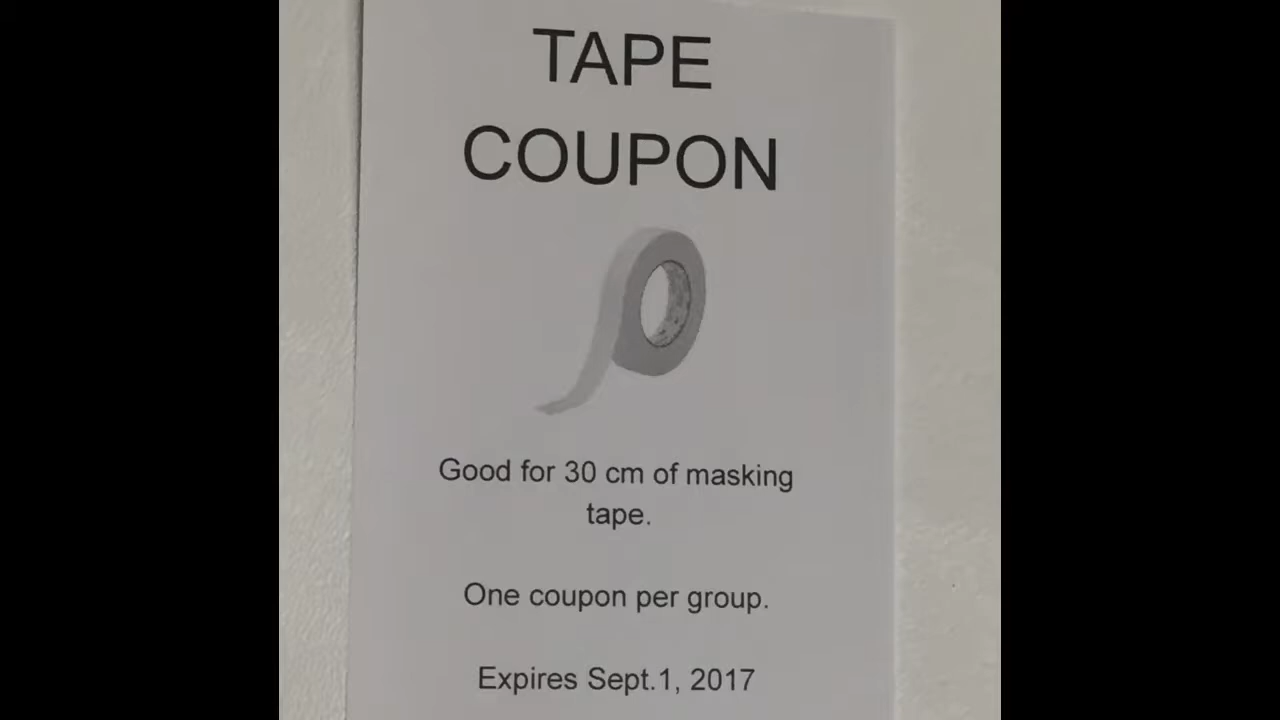 TAPE
COUPON
Good for 30 cm of masking
tape.
One coupon per group.
Expires Sept.1, 2017